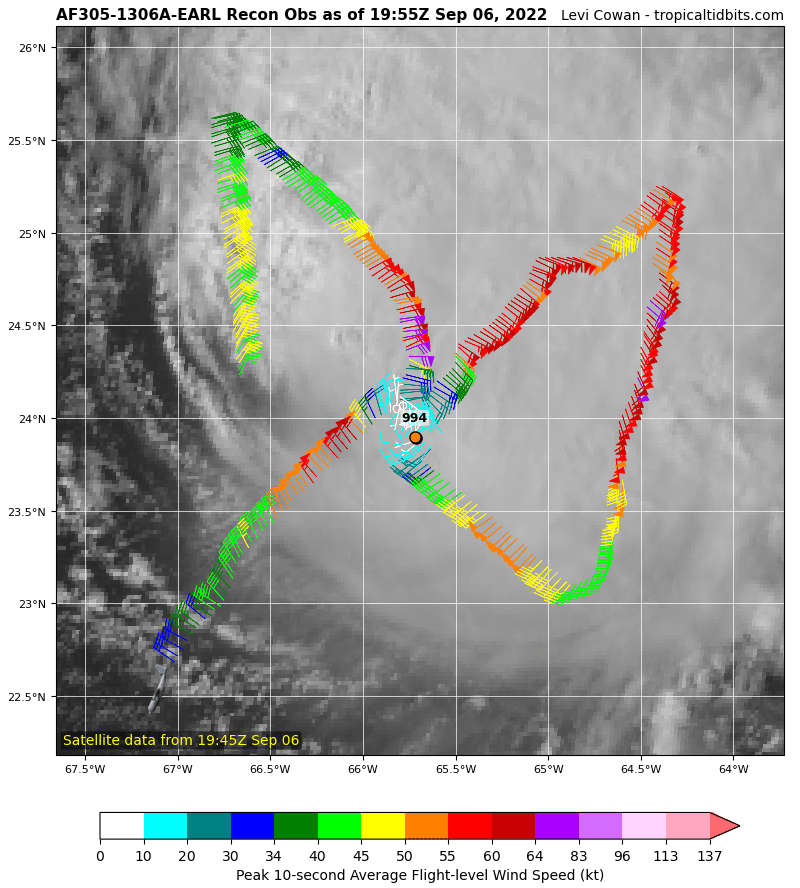 AF305-1306A-EARL Recon Obs as of 19:55Z Sep 06, 2022 Levi Cowan - tropicaltidbits.com
26°N
25.5°N
25°N
24.5°N
24°N
23.5°N
23°N
22.5°N
994
Satellite data from 19:45Z Sep 06
67.5°W 67°W 66.5°W 66°W 65.5°W 65°W 64.5°W 64°W
0 10 20 30 34 40 45 50 55 60 64 83 96 113 137
Peak 10-second Average Flight-level Wind Speed (kt)